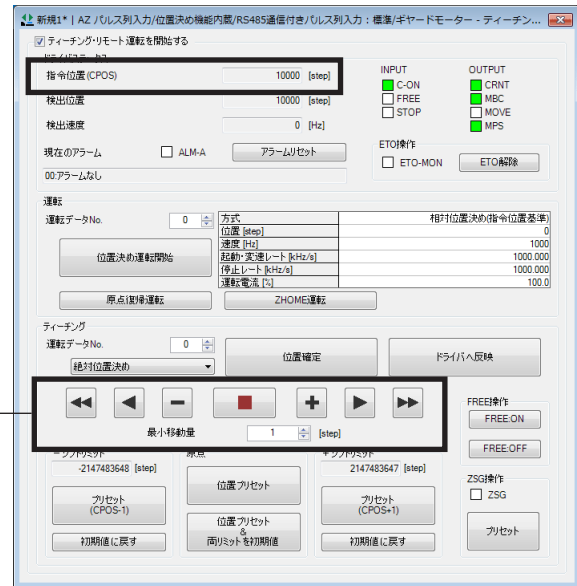 新規1* | AZ パルス列入力/位置決め機能内蔵/RS485通信付きパルス列入力：標準/ギヤードモーター - ティーチン...
ティーチング・リモート運転を開始する
指令位置(CPOS) 10000 [step]
検出位置 10000 [step]
検出速度 0 [Hz]
現在のアラーム ALM-A アラームリセット
00:アラームなし
INPUT
C-ON
FREE
STOP
OUTPUT
CRNT
MBC
MOVE
MPS
ETO操作
ETO-MON ETO解除
運転
運転データNo. 0
位置決め運転開始
方式 相対位置決め(指令位置基準)
位置 [step] 0
速度 [Hz] 1000
起動・変速レート [kHz/s] 1000.000
停止レート [kHz/s] 1000.000
運転電流 [%] 100.0
原点復帰運転 ZHOME運転
ティーチング
運転データNo. 0
絶対位置決め
位置確定 ドライバへ反映
最小移動量 1 [step]
FREE操作
FREE:ON
FREE:OFF
-ソフトリミット
-2147483648 [step]
プリセット
(CPOS-1)
初期値に戻す
原点
位置プリセット
位置プリセット
&
両リミットを初期値
+ソフトリミット
2147483647 [step]
プリセット
(CPOS+1)
初期値に戻す
ZSG操作
ZSG
プリセット